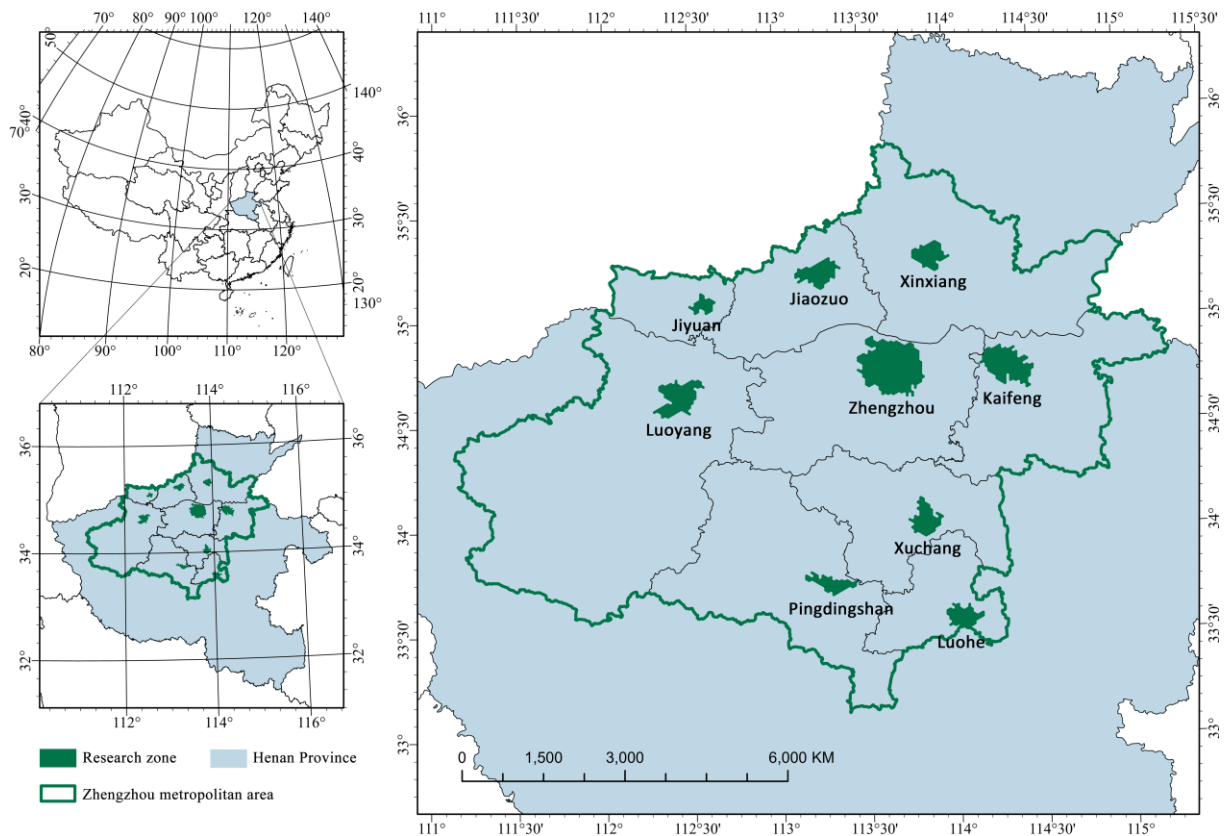 70° 80° 90° 100° 110° 120° 130° 140°
50°
40°
70°
30°
20°
140°
40°
30°
20°
130°
80° 90° 100° 110° 120°
112° 114° 116°
36°
34°
32°
36°
34°
32°
112° 114° 116°
Research zone
Henan Province
Zhengzhou metropolitan area
111° 111°30' 112° 112°30' 113° 113°30' 114° 114°30' 115° 115°30'
36°
35°30'
35°
34°30'
34°
33°30'
33°
36°
35°30'
35°
34°30'
34°
33°30'
33°
Xinxiang
Jiaozuo
Jiyuan
Zhengzhou
Kaifeng
Luoyang
Xuchang
Pingdingshan
Luohe
0 1,500 3,000 6,000 KM
111° 111°30' 112° 112°30' 113° 113°30' 114° 114°30' 115°